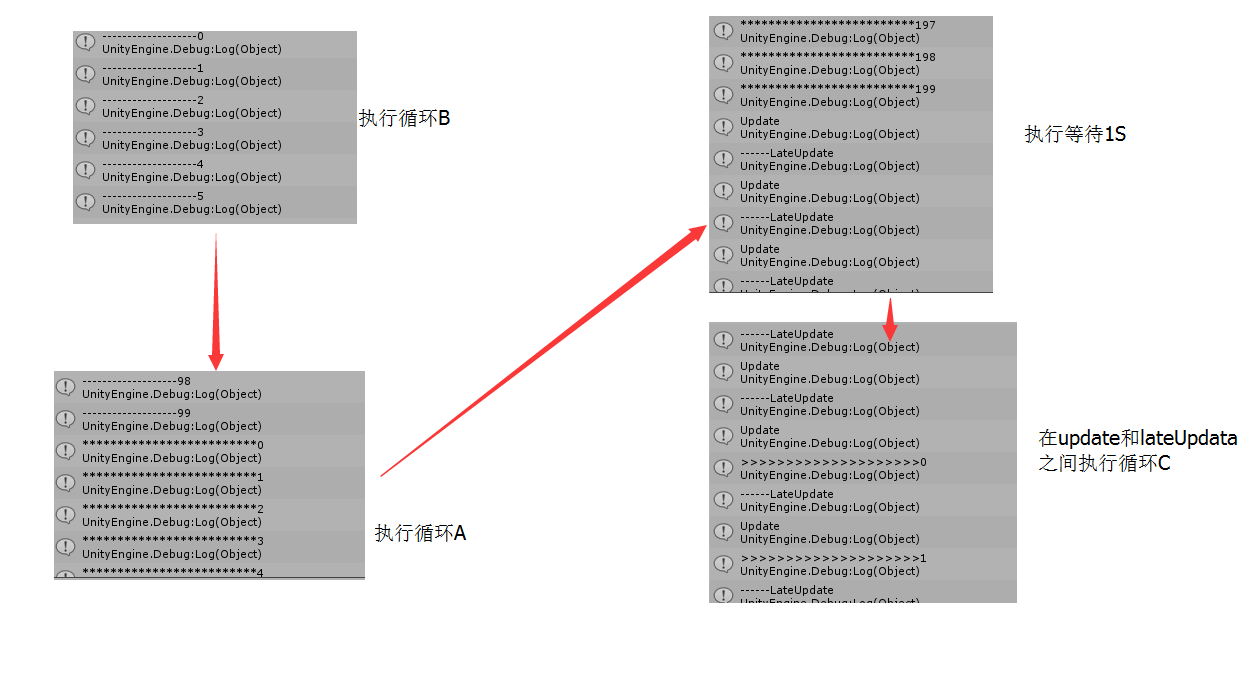 -------------------0
UnityEngine.Debug:Log(Object)
-------------------1
UnityEngine.Debug:Log(Object)
-------------------2
UnityEngine.Debug:Log(Object)
-------------------3
UnityEngine.Debug:Log(Object)
-------------------4
UnityEngine.Debug:Log(Object)
-------------------5
UnityEngine.Debug:Log(Object)
执行循环B
-------------------98
UnityEngine.Debug:Log(Object)
-------------------99
UnityEngine.Debug:Log(Object)
*************************0
UnityEngine.Debug:Log(Object)
*************************1
UnityEngine.Debug:Log(Object)
*************************2
UnityEngine.Debug:Log(Object)
*************************3
UnityEngine.Debug:Log(Object)
*************************4
执行循环A
*************************197
UnityEngine.Debug:Log(Object)
*************************198
UnityEngine.Debug:Log(Object)
*************************199
UnityEngine.Debug:Log(Object)
Update
UnityEngine.Debug:Log(Object)
------LateUpdate
UnityEngine.Debug:Log(Object)
Update
UnityEngine.Debug:Log(Object)
------LateUpdate
UnityEngine.Debug:Log(Object)
Update
UnityEngine.Debug:Log(Object)
------LateUpdate
执行等待1S
------LateUpdate
UnityEngine.Debug:Log(Object)
Update
UnityEngine.Debug:Log(Object)
------LateUpdate
UnityEngine.Debug:Log(Object)
Update
UnityEngine.Debug:Log(Object)
>>>>>>>>>>>>>>>>>>>>0
UnityEngine.Debug:Log(Object)
------LateUpdate
UnityEngine.Debug:Log(Object)
Update
UnityEngine.Debug:Log(Object)
>>>>>>>>>>>>>>>>>>>>1
UnityEngine.Debug:Log(Object)
------LateUpdate
UnityEngine.Debug:Log(Object)
在update和lateUpdata
之间执行循环C